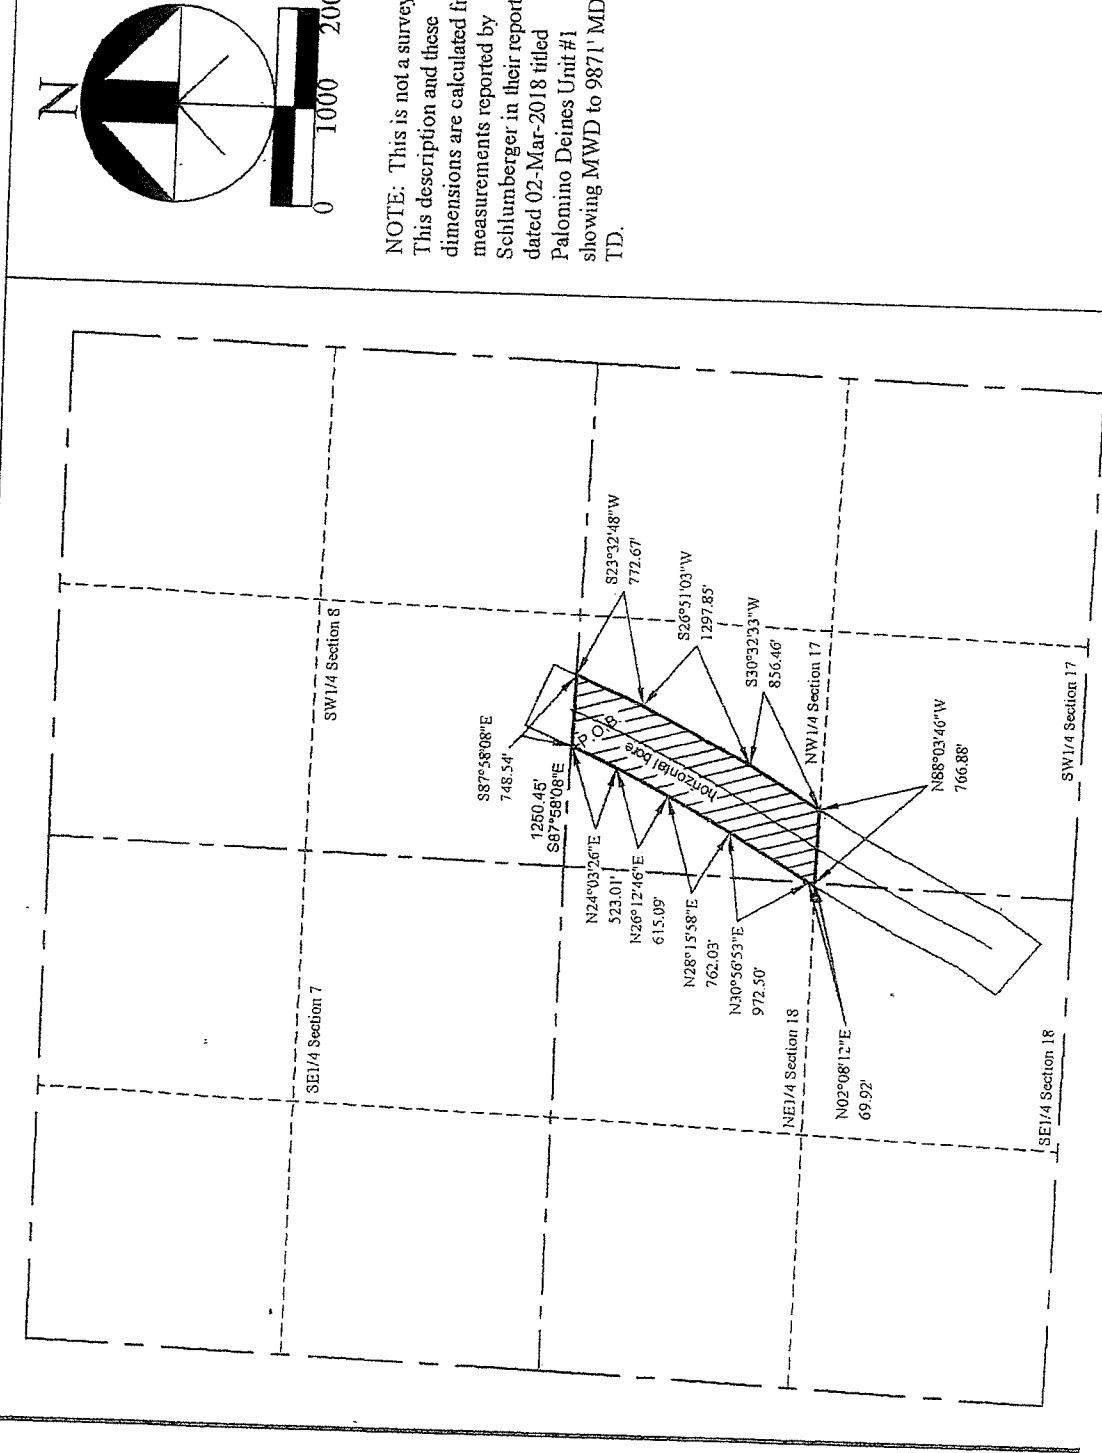 N
0
1000
NOTE: This is not a survey
This description and these
dimensions are calculated
measurements reported by
Schlumberger in their report
dated 02-Mar-2018 titled
Palomino Deines Unit #1
showing MWD to 9871' MD
TD.
SW1/4 Section 8
SE1/4 Section 7
S87°58'08"E
748.54'
1250.45'
S87°58'08"E
P.O.B.
horizontal bore
S23°32'48"W
772.67'
S26°51'03"W
1297.85'
S30°32'33"W
856.46'
N24°03'26"E
523.01'
N26°12'46"E
615.09'
N28°15'58"E
762.03'
N30°56'53"E
972.50'
NW1/4 Section 17
N88°03'46"W
766.88'
NE1/4 Section 18
N02°08'12"E
69.92'
SW1/4 Section 17
SE1/4 Section 18